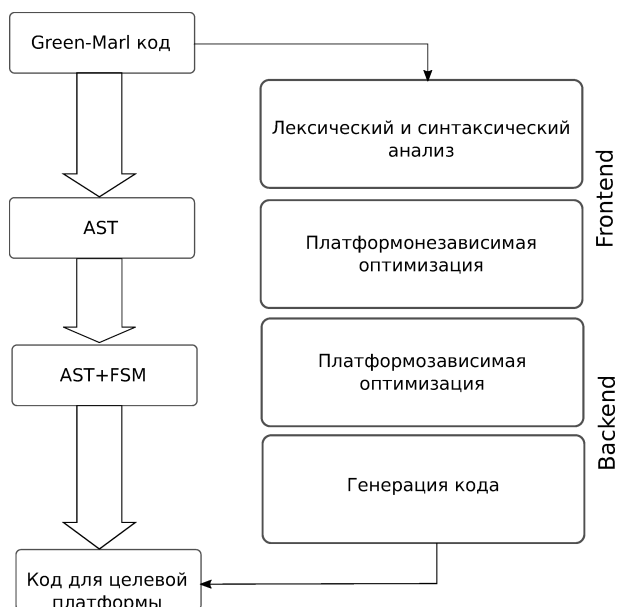 Green-Marl код
Лексический и синтаксический
анализ
Frontend
AST
Платформонезависимая
оптимизация
Платформозависимая
оптимизация
AST+FSM
Backend
Генерация кода
Код для целевой
платформы